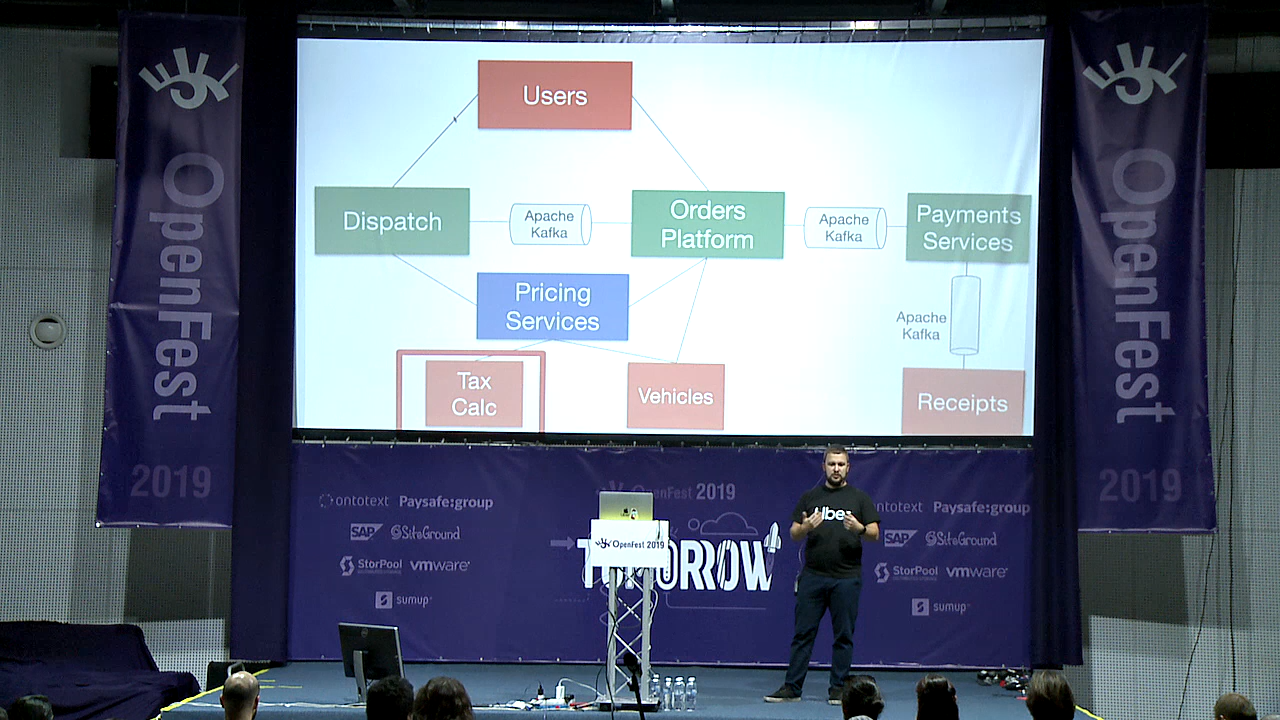 Users
Dispatch
Apache
Kafka
Orders
Platform
Apache
Kafka
Payments
Services
Pricing
Services
Apache
Kafka
Tax
Calc
Vehicles
Receipts
OpenFest
2019
OpenFest
2019
ontotext Paysafe:group
SAP SiteGround
StorPool vmware
sumup
OpenFest 2019
OpenFest 2019
Uber
ontotext Paysafe:group
SAP SiteGround
StorPool vmware
sumup